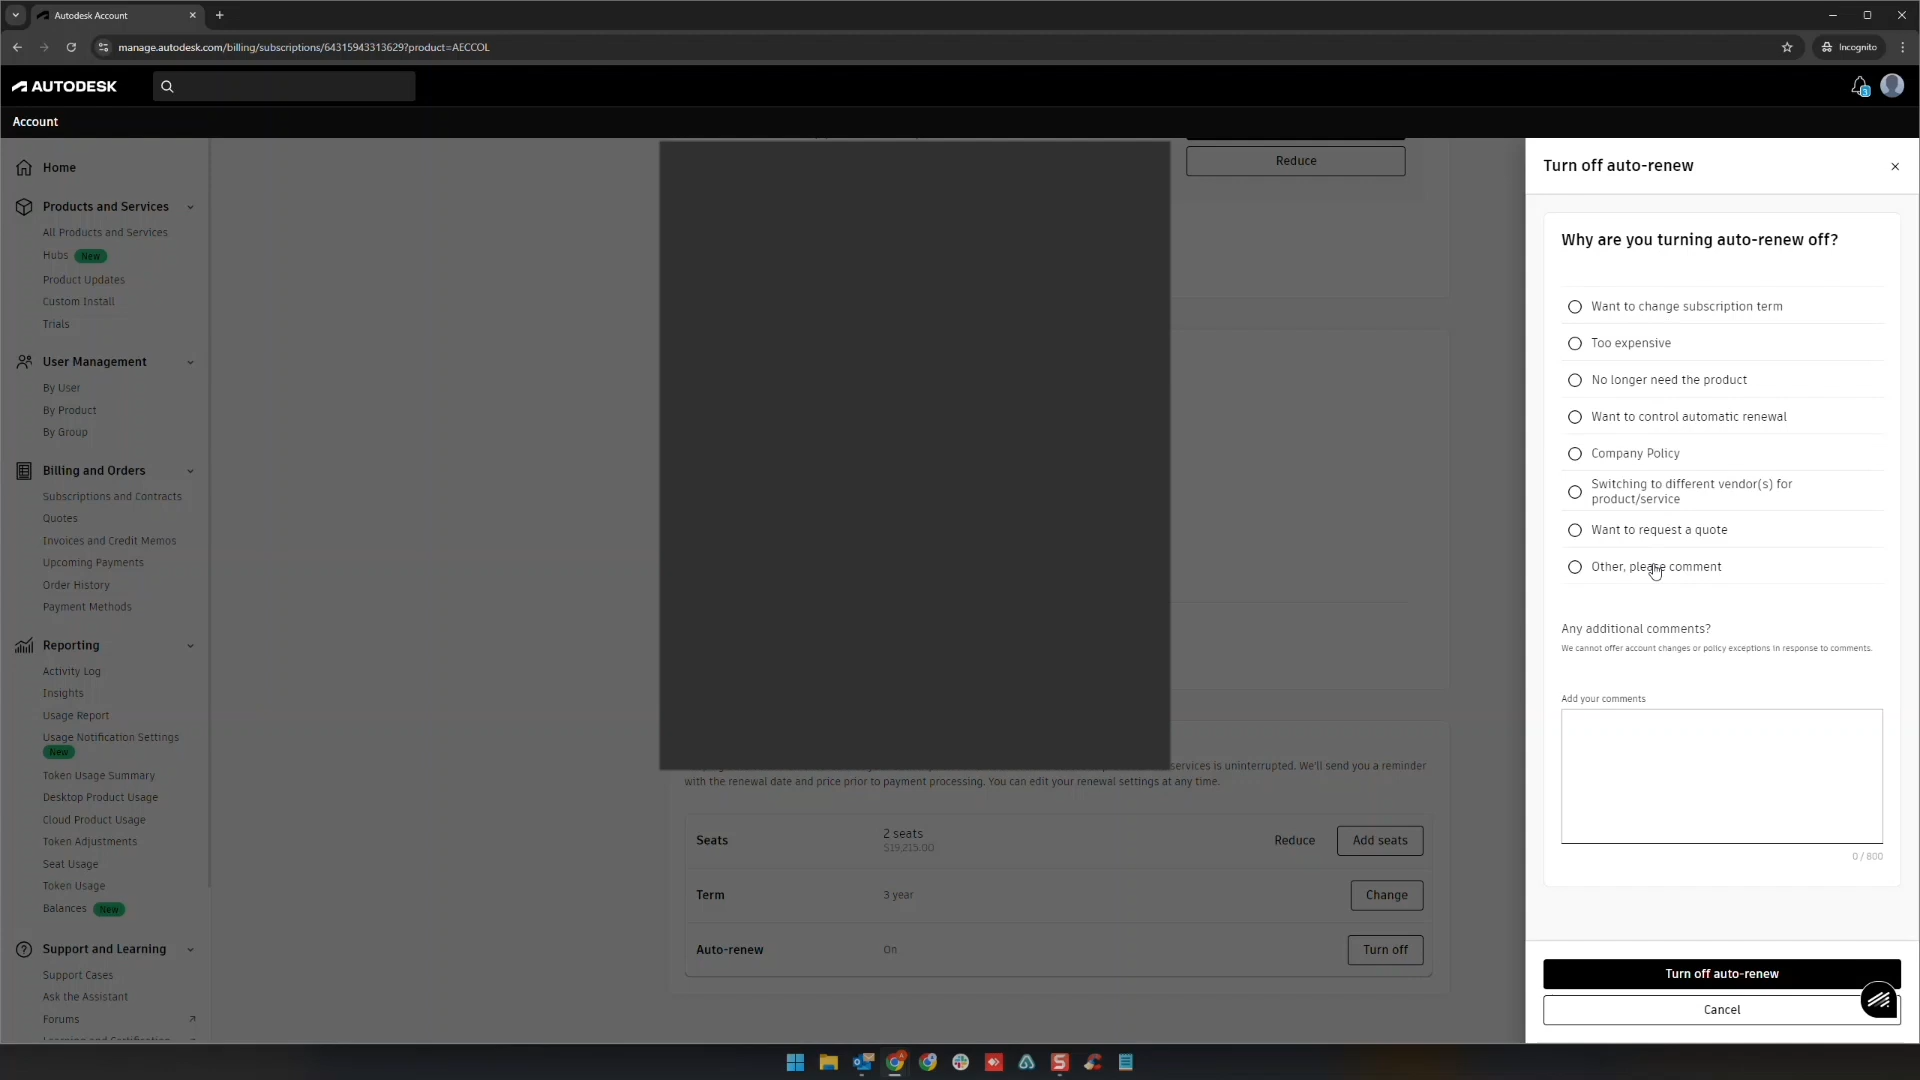 Autodesk Account
manage.autodesk.com/billing/subscriptions/64315943313629?product=AECCOL
Incognito
AUTODESK
3
Account
Home
Products and Services
All Products and Services
Hubs New
Product Updates
Custom Install
Trials
User Management
By User
By Product
By Group
Billing and Orders
Subscriptions and Contracts
Quotes
Invoices and Credit Memos
Upcoming Payments
Order History
Payment Methods
Reporting
Activity Log
Insights
Usage Report
Usage Notification Settings
New
Token Usage Summary
Desktop Product Usage
Cloud Product Usage
Token Adjustments
Seat Usage
Token Usage
Balances New
Support and Learning
Support Cases
Ask the Assistant
Forums
Learning and Certification
Reduce
services is uninterrupted. We'll send you a reminder
with the renewal date and price prior to payment processing. You can edit your renewal settings at any time.
Seats
2 seats
$19,215.00
Reduce
Add seats
Term
3 year
Change
Auto-renew
On
Turn off
Turn off auto-renew
Why are you turning auto-renew off?
Want to change subscription term
Too expensive
No longer need the product
Want to control automatic renewal
Company Policy
Switching to different vendor(s) for
product/service
Want to request a quote
Other, please comment
Any additional comments?
We cannot offer account changes or policy exceptions in response to comments.
Add your comments
0 / 800
Turn off auto-renew
Cancel